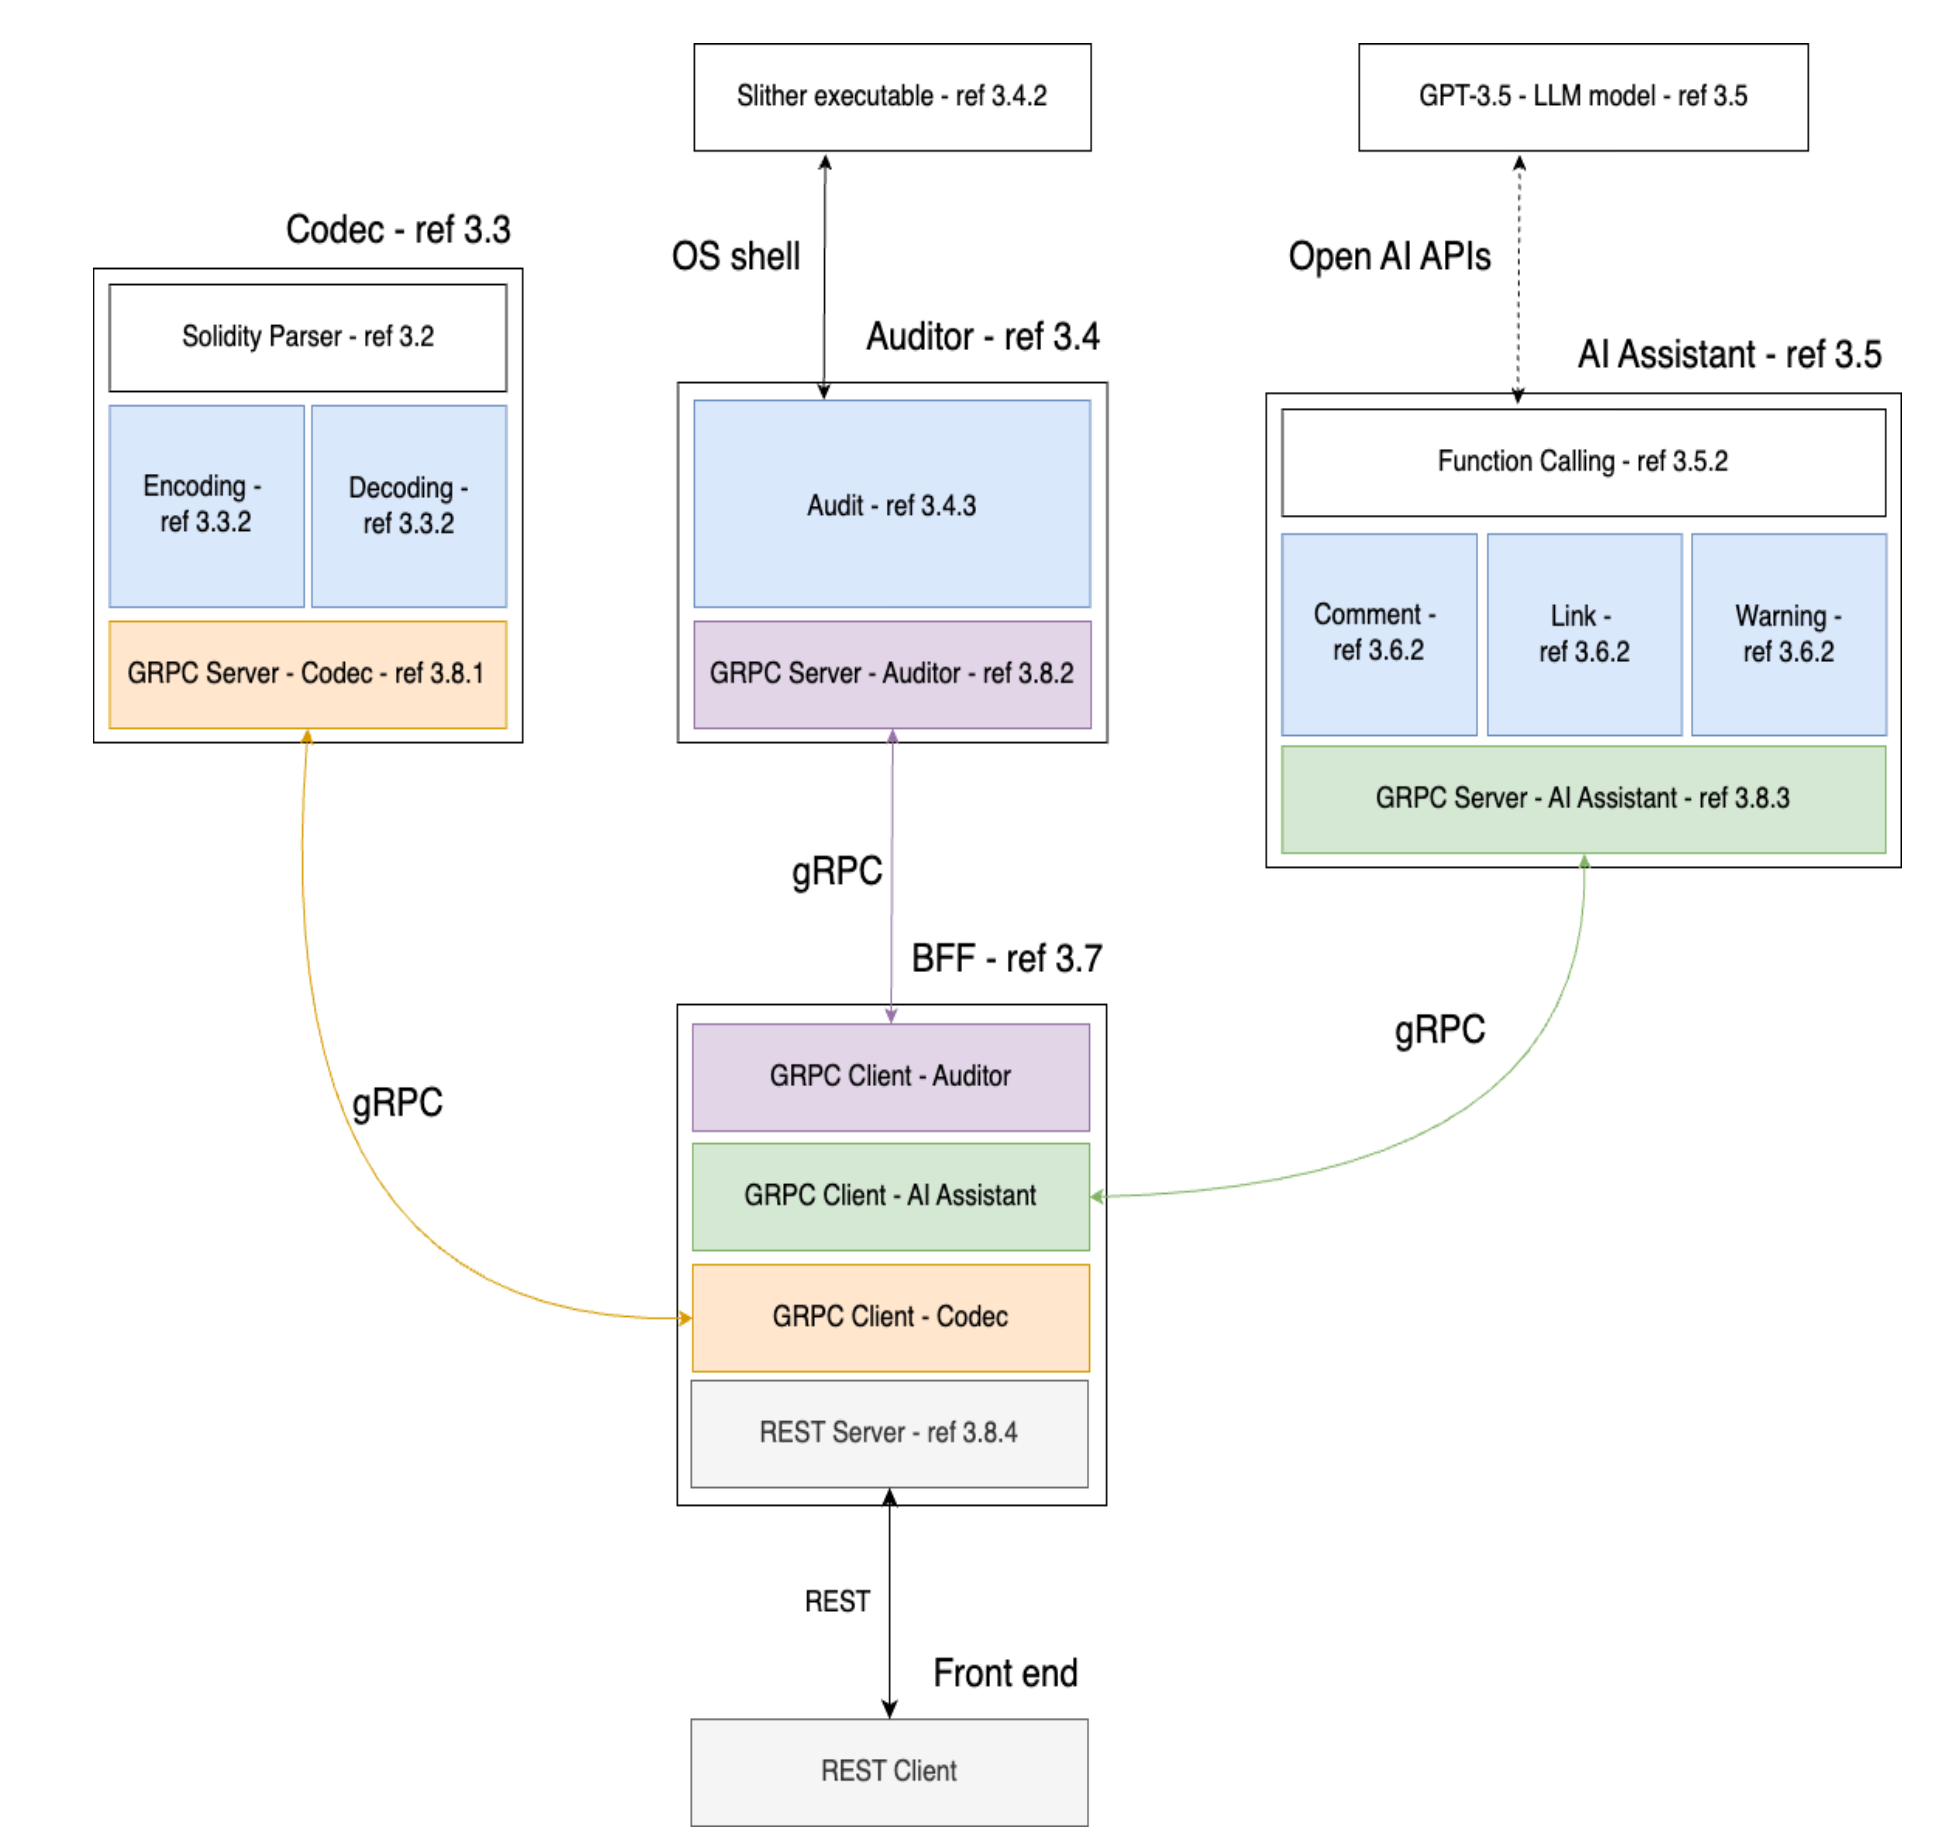 Slither executable - ref 3.4.2
GPT-3.5 - LLM model - ref 3.5
Codec - ref 3.3
OS shell
Open AI APIs
Solidity Parser - ref 3.2
Auditor - ref 3.4
AI Assistant - ref 3.5
Encoding -
ref 3.3.2
Decoding -
ref 3.3.2
Audit - ref 3.4.3
Function Calling - ref 3.5.2
Comment -
ref 3.6.2
Link -
ref 3.6.2
Warning -
ref 3.6.2
GRPC Server - Codec - ref 3.8.1
GRPC Server - Auditor - ref 3.8.2
GRPC Server - AI Assistant - ref 3.8.3
gRPC
BFF - ref 3.7
gRPC
gRPC
GRPC Client - Auditor
GRPC Client - AI Assistant
GRPC Client - Codec
REST Server - ref 3.8.4
REST
Front end
REST Client